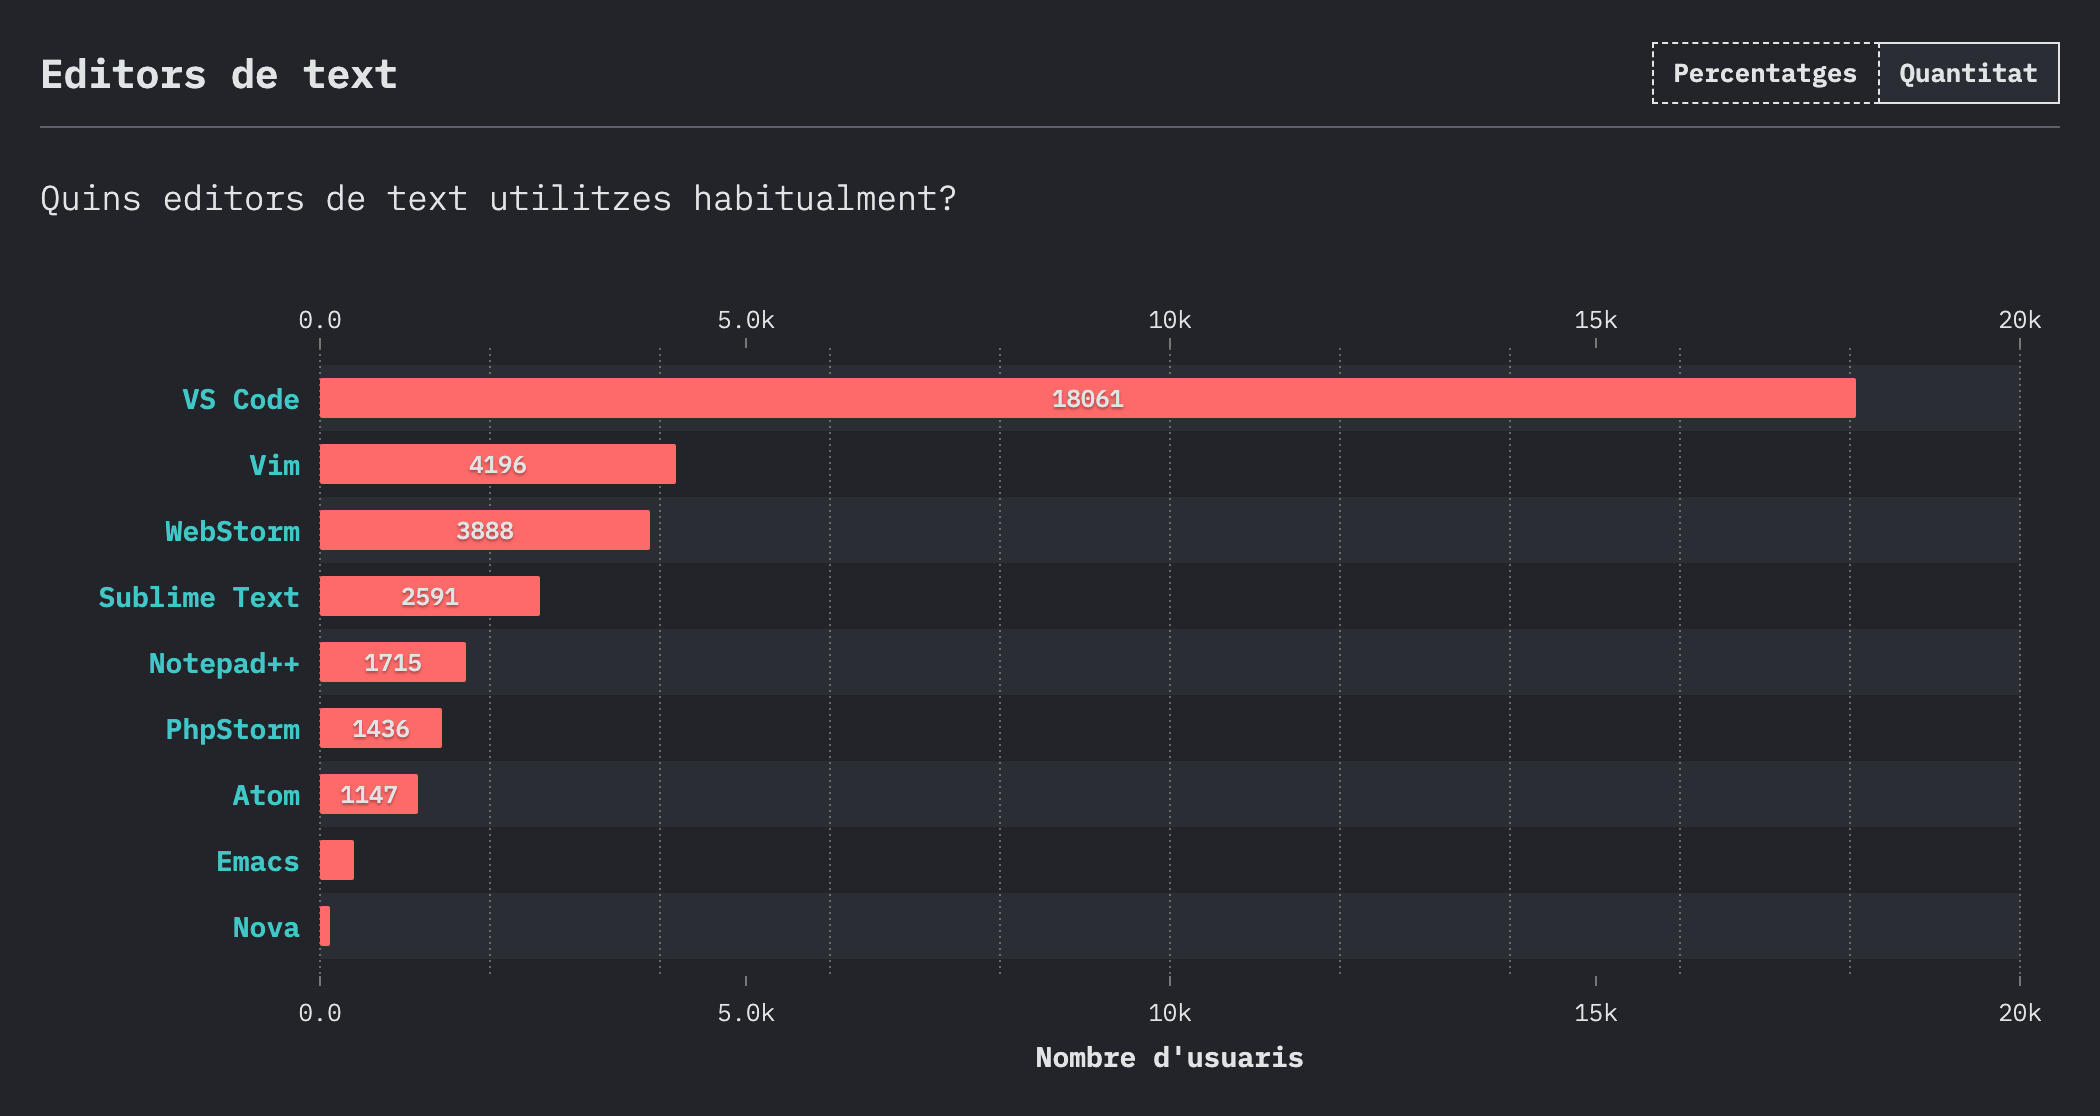 Editors de text
Percentatges Quantitat
Quins editors de text utilitzes habitualment?
0.0 5.0k 10k 15k 20k
VS Code 18061
Vim 4196
WebStorm 3888
Sublime Text 2591
Notepad++ 1715
PhpStorm 1436
Atom 1147
Emacs
Nova
0.0 5.0k 10k 15k 20k
Nombre d'usuaris